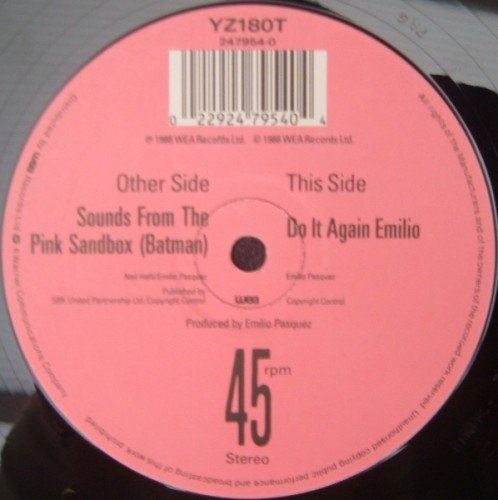 YZ180T
247954-0
0 22924 79540 4
℗ 1988 WEA Records Ltd. © 1988 WEA Records Ltd.
Other Side
Sounds From The
Pink Sandbox (Batman)
Emilio Pasquez
Published by
SBK United Partnership Ltd/Copyright Control
This Side
Do It Again Emilio
Emilio Pasquez
Copyright Control
wea
Produced by Emilio Pasquez
45 rpm
Stereo
All rights of the Manufacturers and of the owners of the recorded work reserved. Unauthorised copying public performance and broadcasting of this work prohibited.